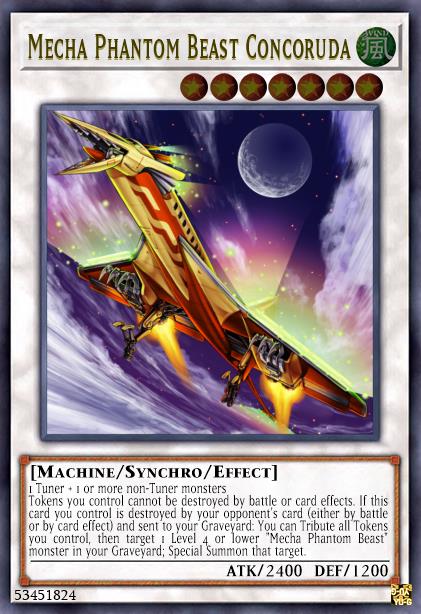 MECHA PHANTOM BEAST CONCORUDA
WIND
風
[MACHINE/SYNCHRO/EFFECT]
1 Tuner + 1 or more non-Tuner monsters
Tokens you control cannot be destroyed by battle or card effects. If this
card you control is destroyed by your opponent's card (either by battle
or by card effect) and sent to your Graveyard: You can Tribute all Tokens
you control, then target 1 Level 4 or lower "Mecha Phantom Beast"
monster in your Graveyard; Special Summon that target.
ATK/2400 DEF/1200
53451824